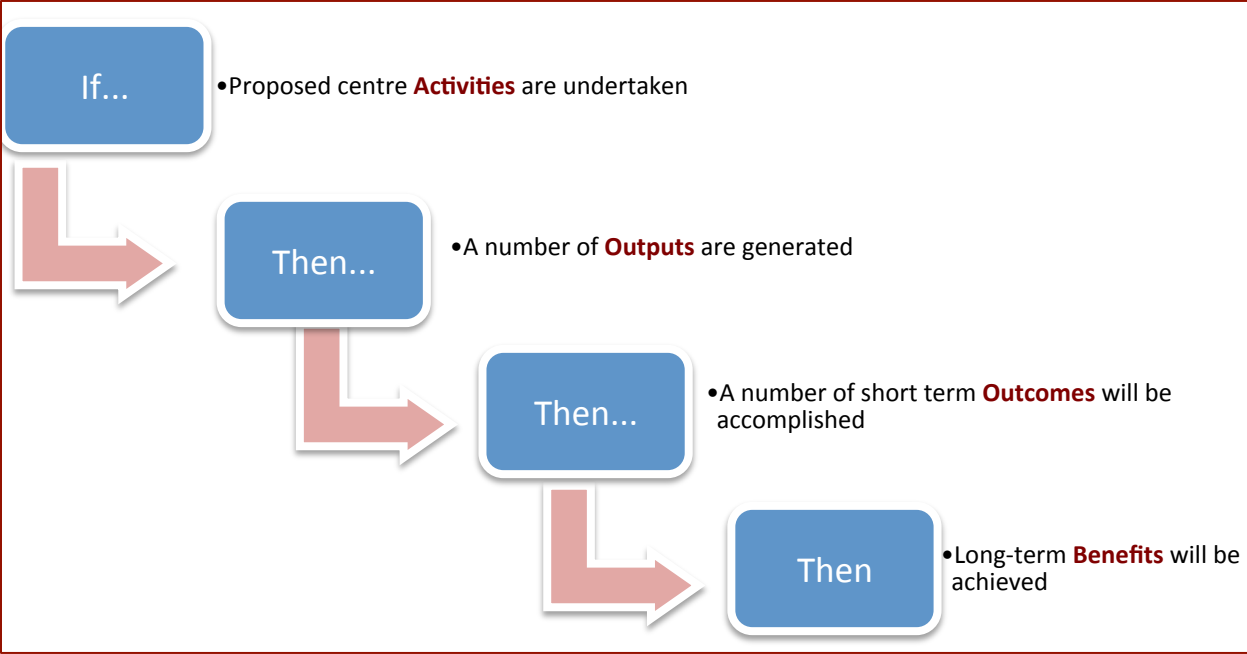 If...
•Proposed centre Activities are undertaken
Then...
•A number of Outputs are generated
Then...
•A number of short term Outcomes will be
accomplished
Then
•Long-term Benefits will be
achieved